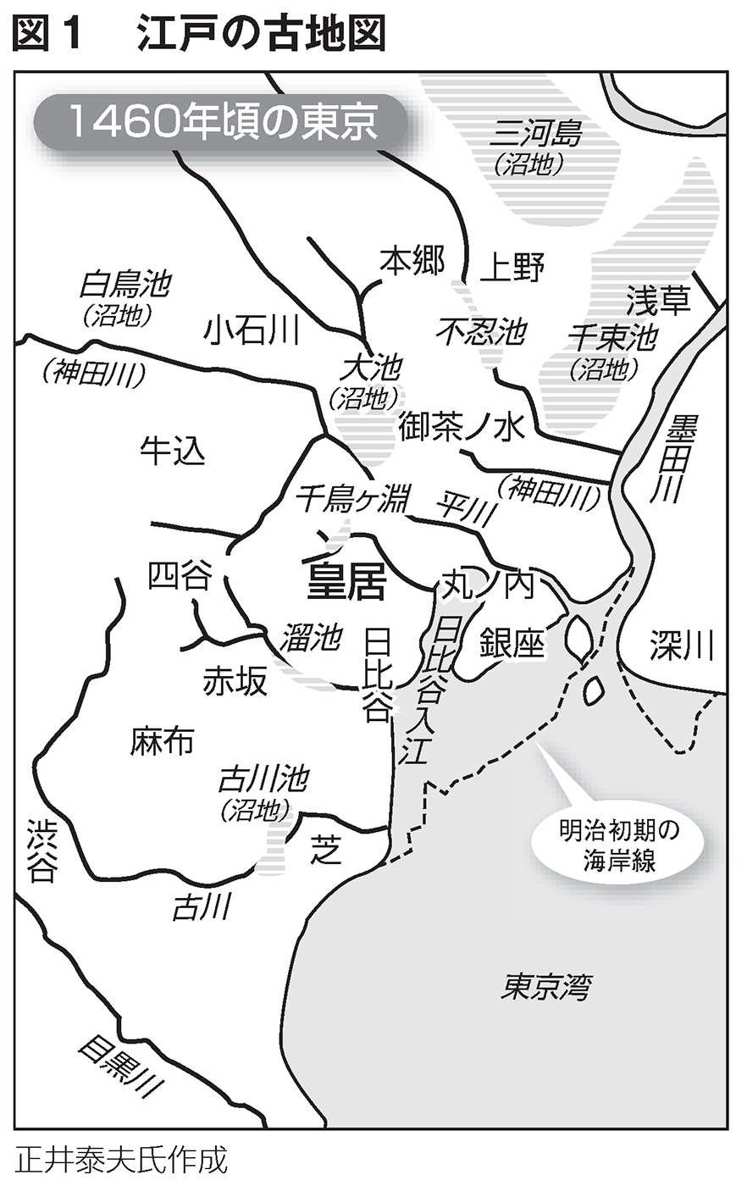 図1 江戸の古地図
1460年頃の東京
三河島
(沼地)
本郷
上野
白鳥池
(沼地)
浅草
小石川
不忍池
千束池
(沼地)
(神田川)
大池
(沼地)
御茶ノ水
墨田川
牛込
千鳥ヶ淵
平川
(神田川)
四谷
皇居
丸ノ内
溜池
日比谷
日比谷入江
銀座
深川
赤坂
麻布
古川池
(沼地)
渋谷
芝
明治初期の
海岸線
古川
東京湾
目黒川
正井泰夫氏作成